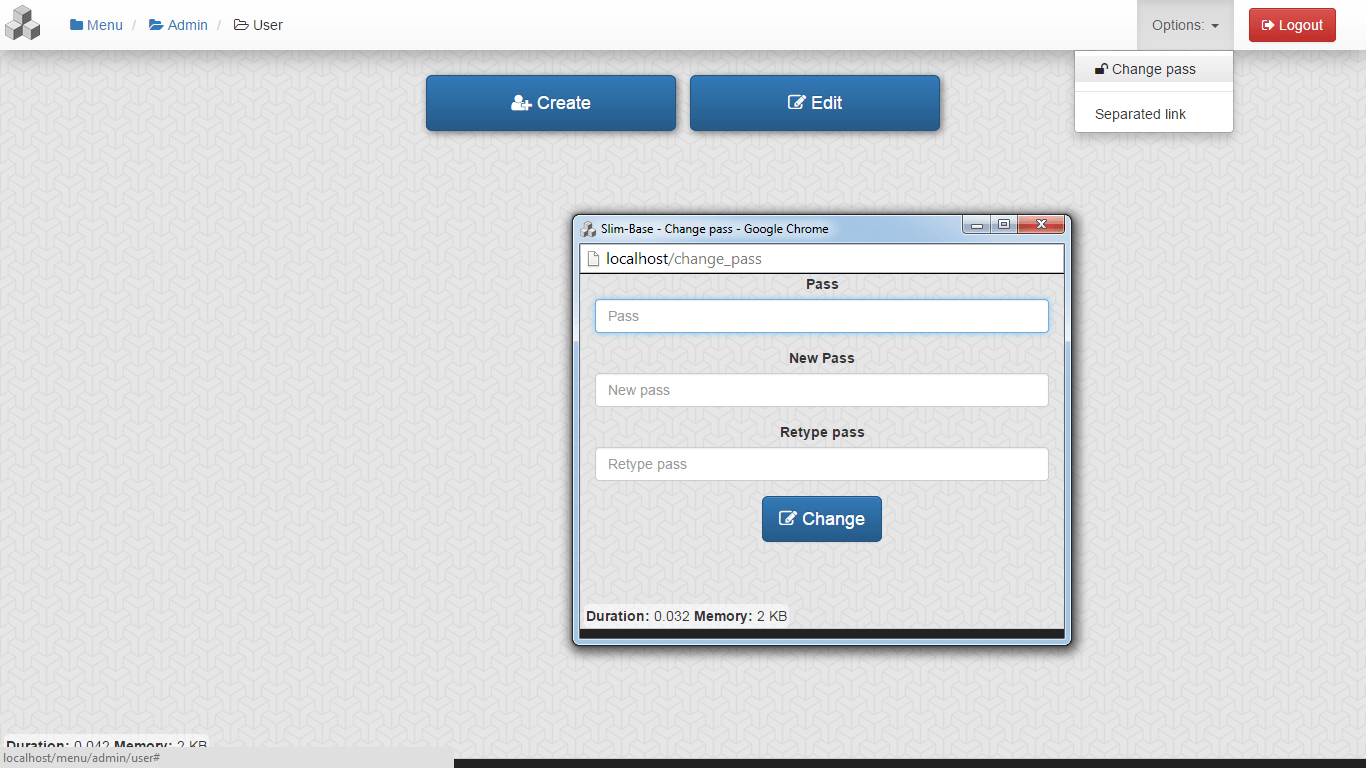 Menu / Admin / User
Options:
Logout
Change pass
Separated link
Create
Edit
Slim-Base - Change pass - Google Chrome
localhost/change_pass
Pass
Pass
New Pass
New pass
Retype pass
Retype pass
Change
Duration: 0.032 Memory: 2 KB
Duration: 0.042 Memory: 2 KB
localhost/menu/admin/user#